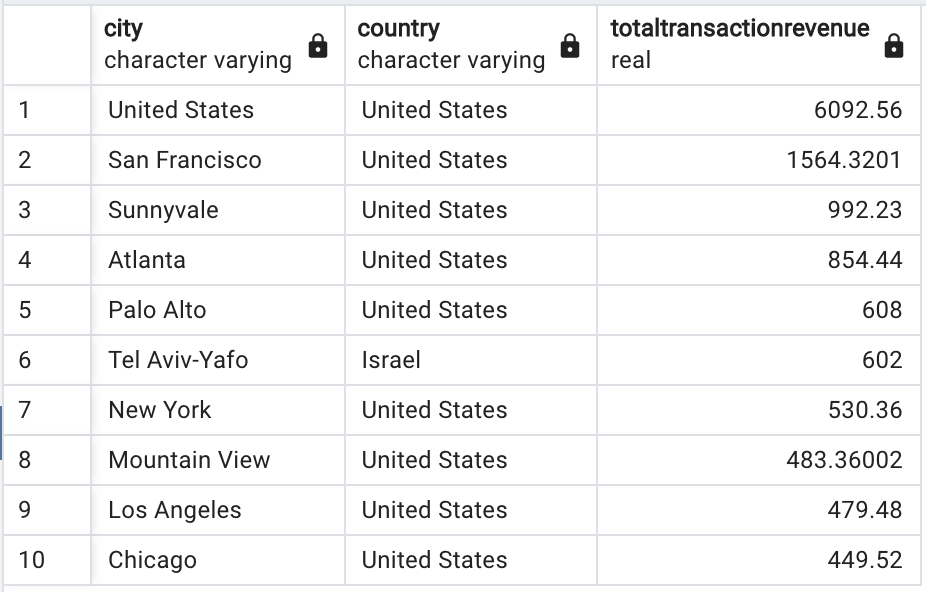 city country totaltransactionrevenue
character varying character varying real
1 United States United States 6092.56
2 San Francisco United States 1564.3201
3 Sunnyvale United States 992.23
4 Atlanta United States 854.44
5 Palo Alto United States 608
6 Tel Aviv-Yafo Israel 602
7 New York United States 530.36
8 Mountain View United States 483.36002
9 Los Angeles United States 479.48
10 Chicago United States 449.52